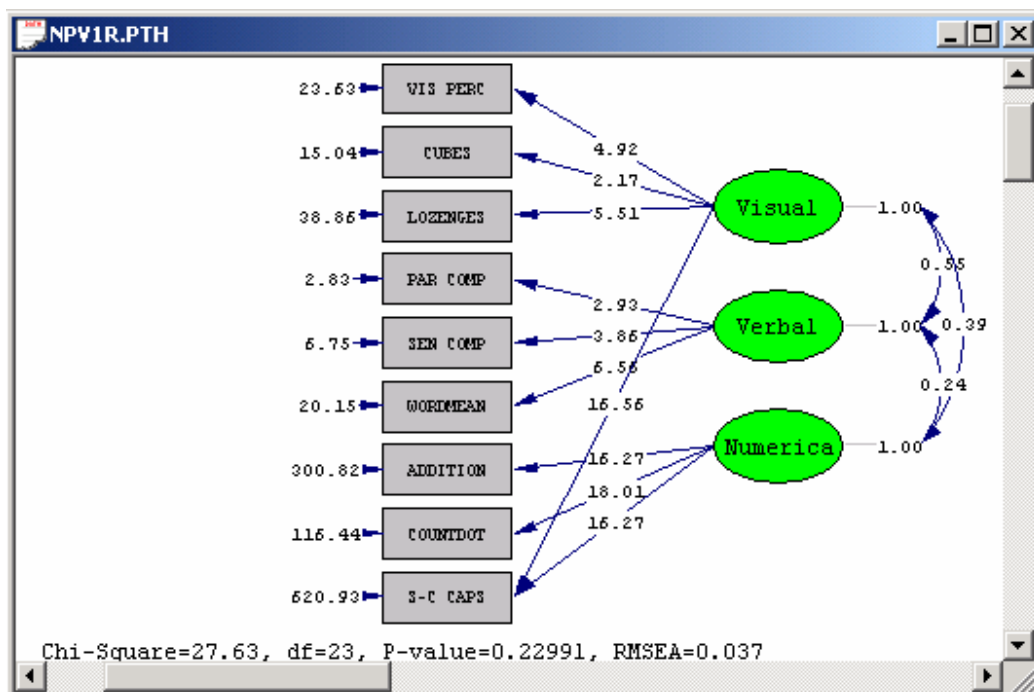 NPV1R.PTH
23.63 VIS PERC
4.92
15.04 CUBES
2.17
38.86 LOZENGES 5.51 Visual 1.00
0.55
2.83 PAR COMP
2.93 Verbal 1.00 0.39
6.75 SEN COMP 3.86
6.56
0.24
20.15 WORDMEAN 16.56
Numerica 1.00
300.82 ADDITION 16.27
18.01
116.44 COUNTDOT 16.27
620.93 S-C CAPS
Chi-Square=27.63, df=23, P-value=0.22991, RMSEA=0.037